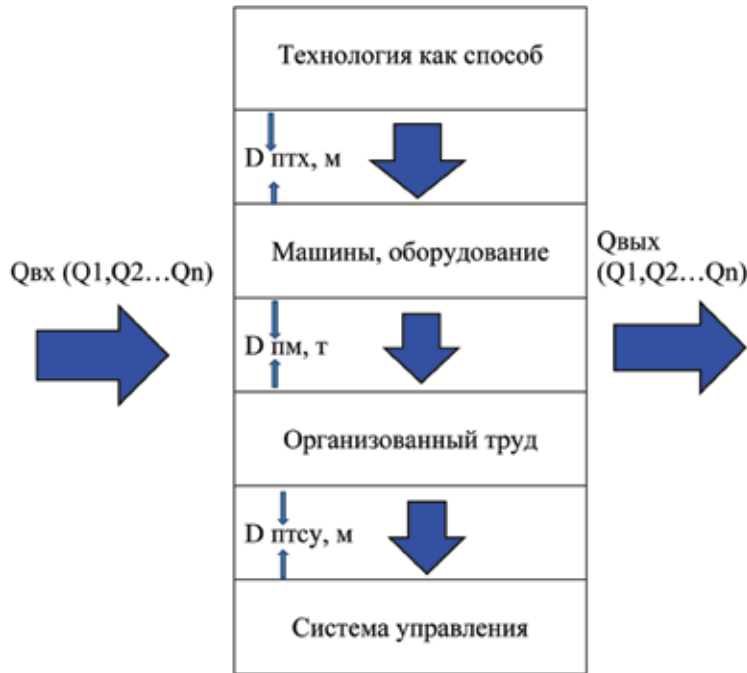 Технология как способ
D птх, м
Qвх (Q1,Q2…Qn)
Машины, оборудование
Qвых
(Q1,Q2…Qn)
D пм, т
Организованный труд
D птсу, м
Система управления